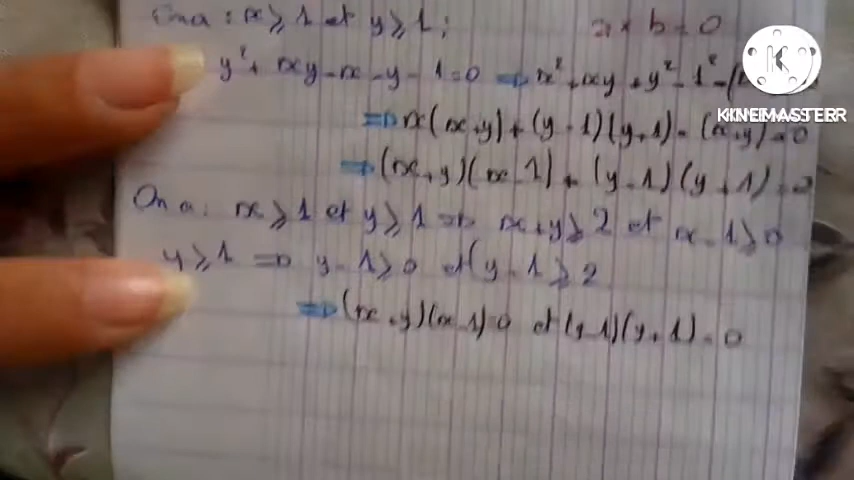 On a : x ⩾ 1 et y ⩾ 1 ; a × b = 0
y² + xy - x - y - 1 = 0 ⇒ x² + xy + y² - 1² - (
⇒ x(x+y) + (y-1)(y+1) - (x+y) = 0
⇒ (x+y)(x-1) + (y-1)(y+1) = 0
On a : x ⩾ 1 et y ⩾ 1 ⇒ x+y ⩾ 2 et x-1 ⩾ 0
y ⩾ 1 ⇒ y-1 ⩾ 0 et (y-1 ⩾ 2
⇒ (x+y)(x-1) = 0 et (y-1)(y+1) = 0
K
KINEMASTER